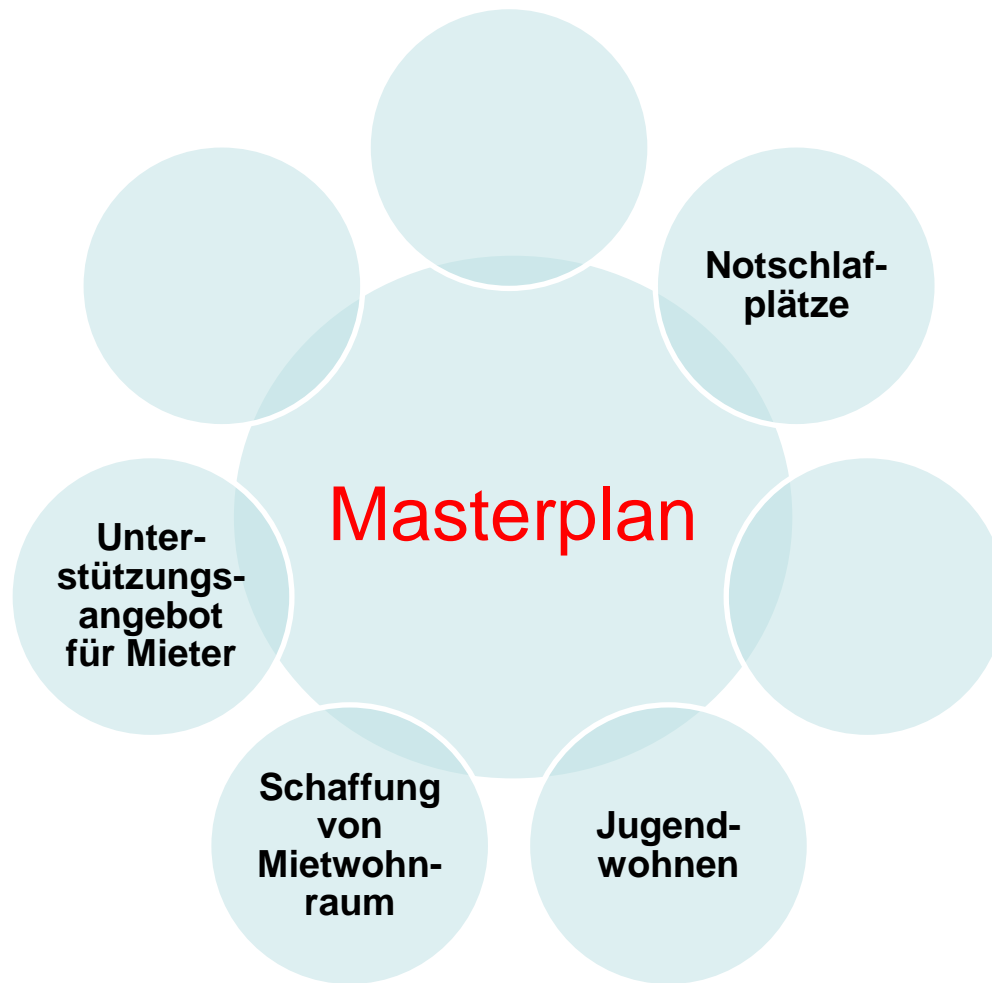 Notschlaf-
plätze
Masterplan
Unter-
stützungs-
angebot
für Mieter
Schaffung
von
Mietwohn-
raum
Jugend-
wohnen